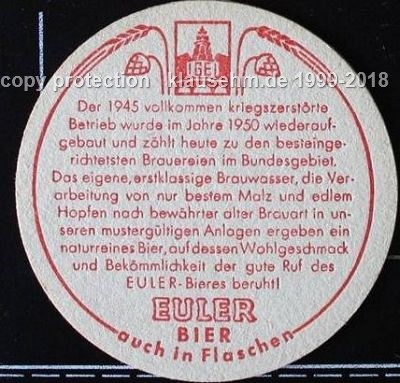 GE
copy protection klausehm.de 1990-2018
Der 1945 vollkommen kriegszerstörte
Betrieb wurde im Jahre 1950 wiederauf-
gebaut und zählt heute zu den besteinge-
richtetsten Brauereien im Bundesgebiet.
Das eigene, erstklassige Brauwasser, die Ver-
arbeitung von nur bestem Malz und edlem
Hopfen nach bewährter alter Brauart in un-
seren mustergültigen Anlagen ergeben ein
naturreines Bier, auf dessen Wohlgeschmack
und Bekömmlichkeit der gute Ruf des
EULER-Bieres beruht!
EULER
BIER
auch in Flaschen